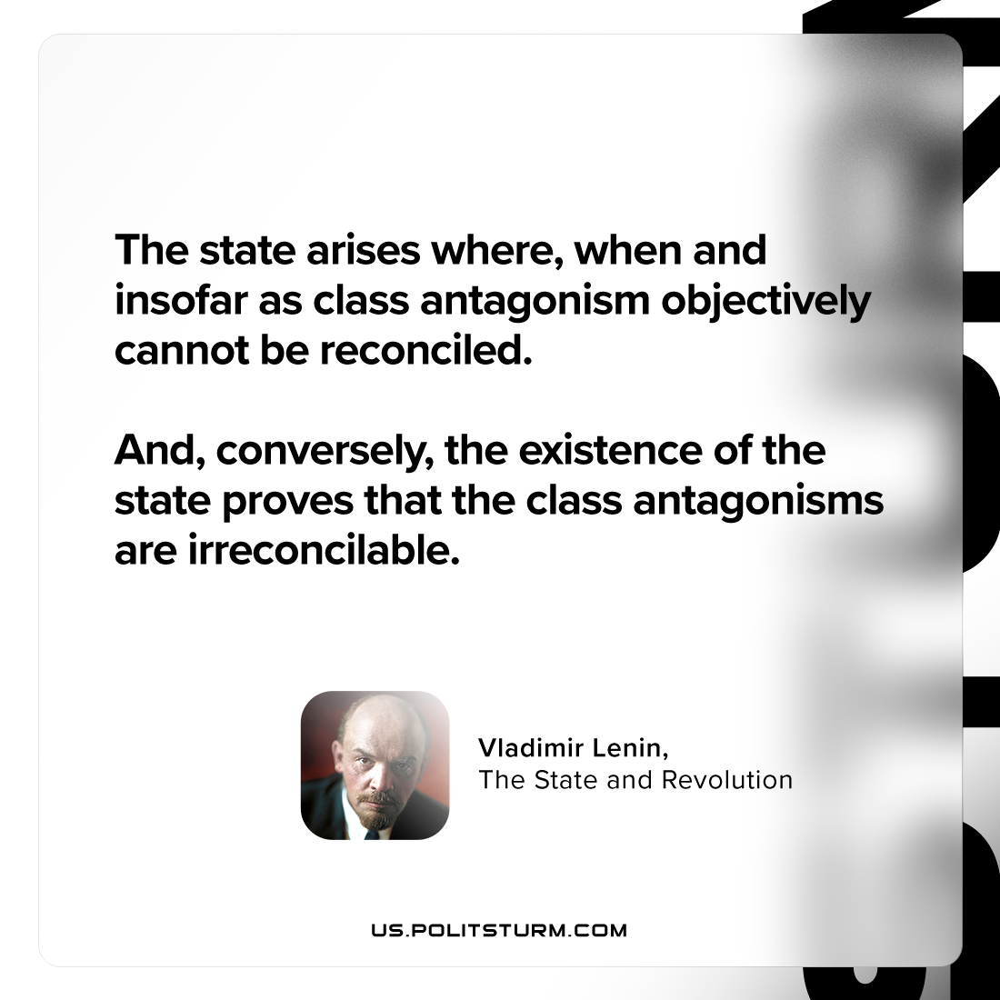 The state arises where, when and
insofar as class antagonism objectively
cannot be reconciled.
And, conversely, the existence of the
state proves that the class antagonisms
are irreconcilable.
Vladimir Lenin,
The State and Revolution
US.POLITSTURM.COM